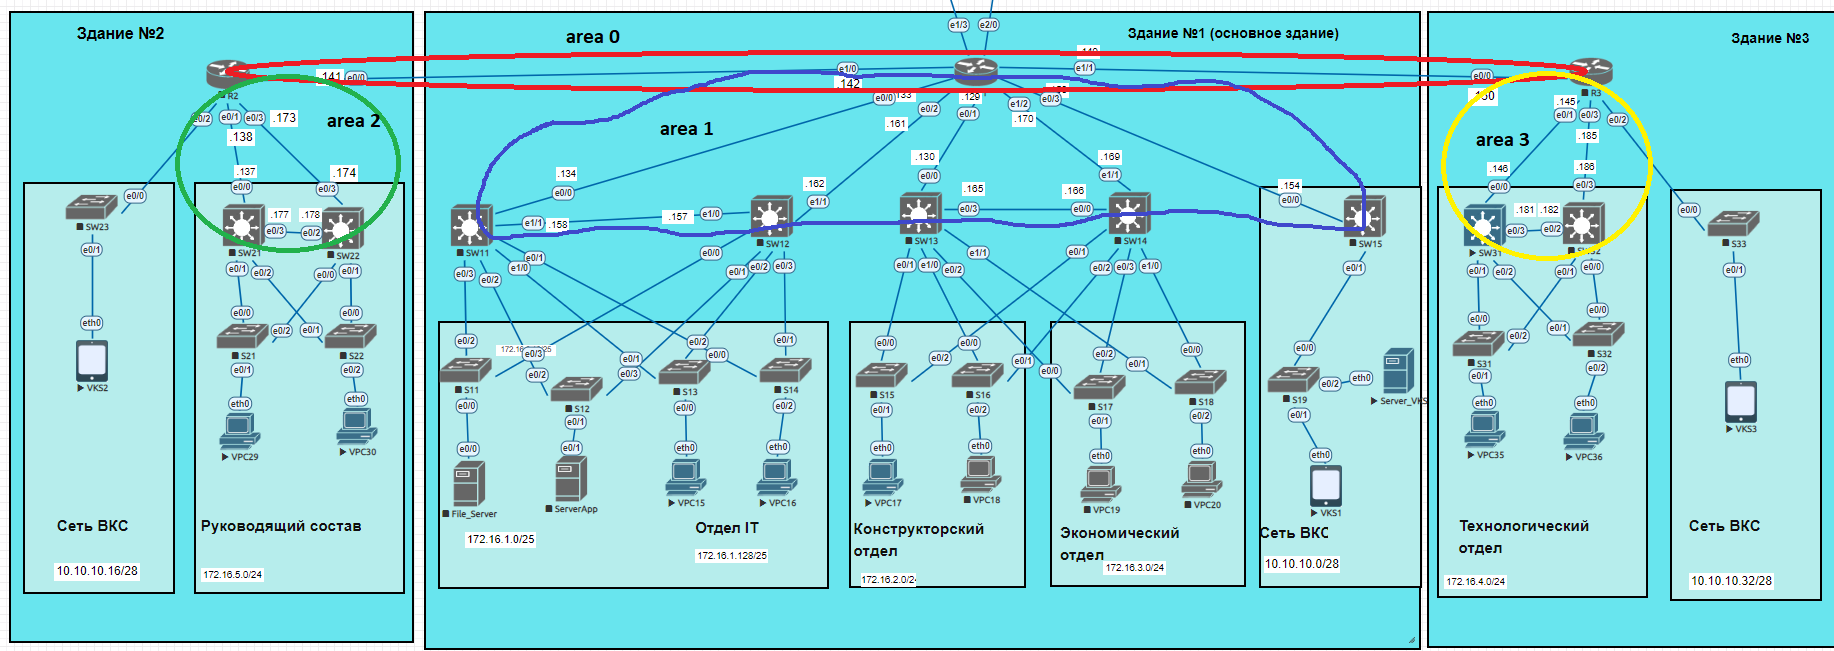 Здание №2
area 0
Здание №1 (основное здание)
Здание №3
e1/3
e2/0
.141
e0/0
e1/0
.142
e1/1
e0/0
R2
R3
e0/2
e0/1
e0/3
.173
.138
area 2
.137
.174
e0/0
e0/3
.177
.178
e0/3
e0/2
SW21
SW22
e0/0
SW23
e0/1
eth0
VKS2
e0/1
e0/2
e0/0
e0/1
e0/0
e0/2
e0/1
e0/0
S21
S22
e0/1
e0/2
eth0
eth0
VPC29
VPC30
Сеть ВКС
Руководящий состав
10.10.10.16/28
172.16.5.0/24
area 1
e0/0
e0/2
.129
e0/1
e1/2
e0/3
.161
.170
.134
e0/0
.162
e1/1
.130
e0/0
.169
e1/1
.154
e0/0
e1/1
.158
.157
e1/0
.165
e0/3
.166
e0/0
SW11
SW12
SW13
SW14
SW15
e0/3
e1/0
e0/1
e0/2
e0/0
e0/1
e0/2
e0/3
e0/1
e1/0
e0/2
e1/1
e0/1
e0/2
e0/3
e1/0
e0/1
e0/2
e0/3
e0/2
e0/1
e0/3
e0/2
e0/0
e0/1
e0/0
e0/2
e0/0
e0/1
e0/0
e0/2
e0/1
e0/0
e0/0
S11
S12
S13
S14
S15
S16
S17
S18
S19
e0/2
eth0
Server_VKS
e0/0
e0/1
e0/0
e0/2
e0/1
e0/2
e0/1
e0/2
e0/1
e0/0
e0/1
eth0
eth0
eth0
eth0
eth0
eth0
eth0
File_Server
ServerApp
VPC15
VPC16
VPC17
VPC18
VPC19
VPC20
VKS1
172.16.1.0/25
Отдел IT
172.16.1.128/25
Конструкторский
отдел
172.16.2.0/24
Экономический
отдел
172.16.3.0/24
Сеть ВКС
10.10.10.0/28
.145
e0/1
e0/3
e0/2
.185
area 3
.146
e0/0
.186
e0/3
.181
.182
e0/3
e0/2
SW31
e0/1
e0/2
e0/1
e0/0
e0/0
e0/2
e0/1
e0/0
S31
S32
e0/1
e0/2
eth0
eth0
VPC35
VPC36
e0/0
S33
e0/1
eth0
VKS3
Технологический
отдел
172.16.4.0/24
Сеть ВКС
10.10.10.32/28